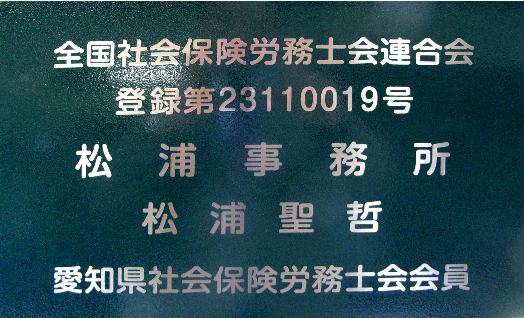 全国社会保険労務士会連合会
登録第23110019号
松浦事務所
松浦聖哲
愛知県社会保険労務士会会員